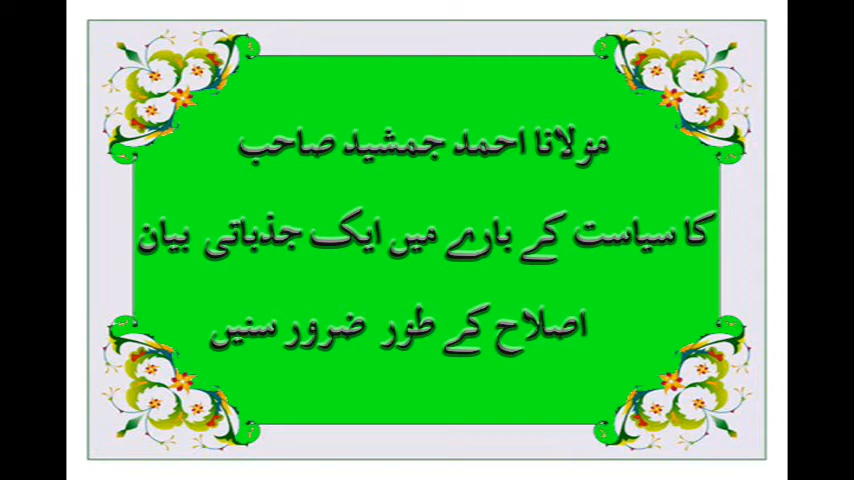 مولانا احمد جمشید صاحب
کا سیاست کے بارے میں ایک جذباتی بیان
اصلاح کے طور ضرور سنیں